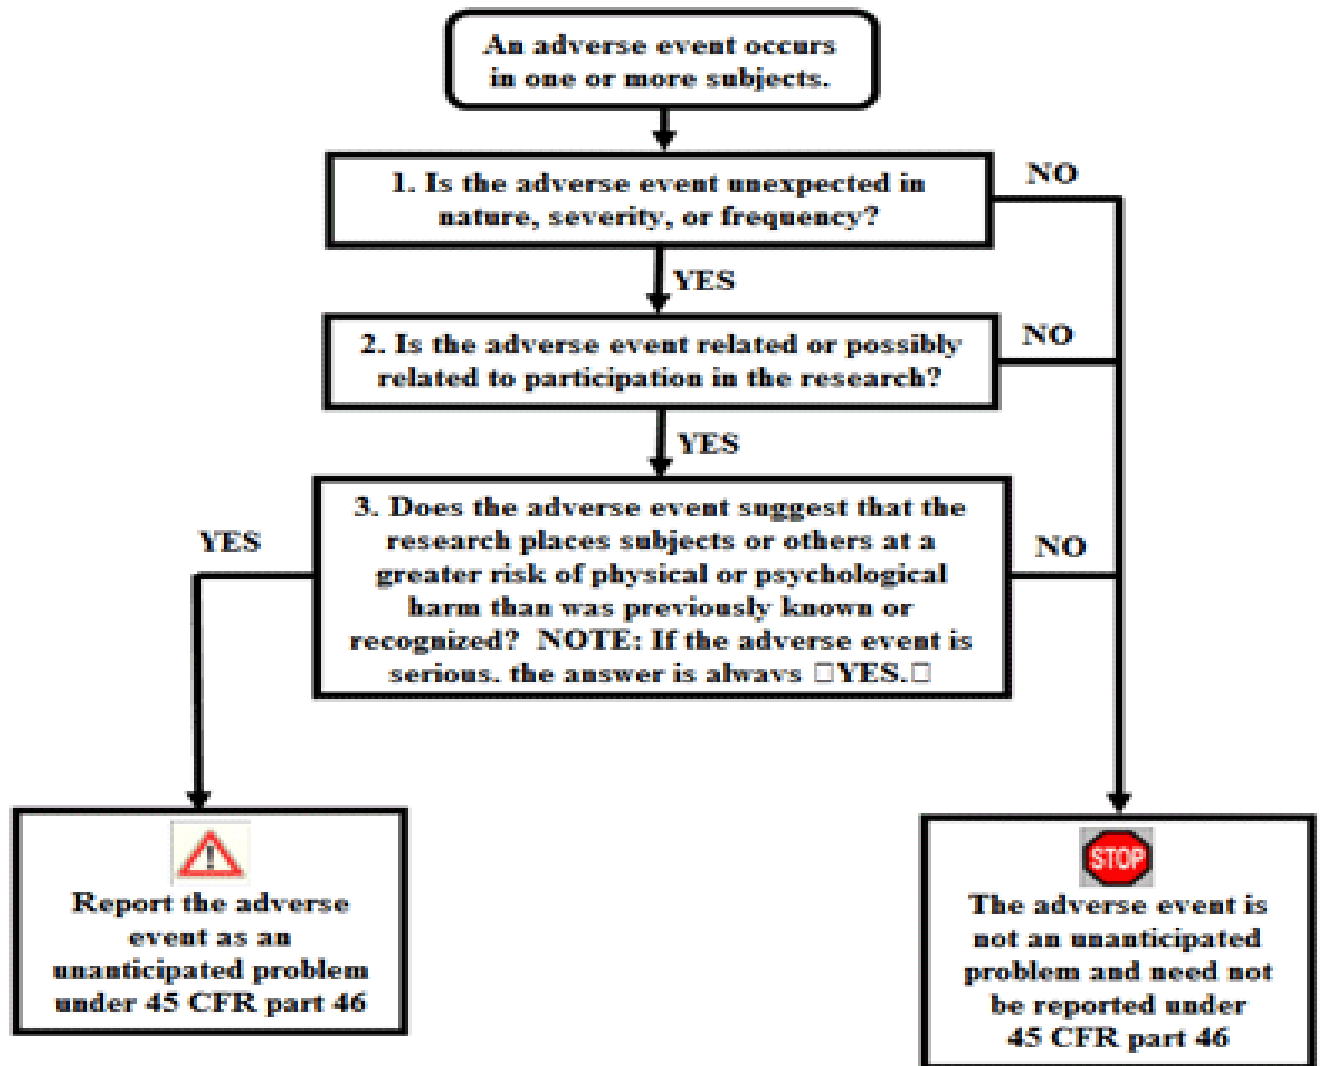 An adverse event occurs
in one or more subjects.
1. Is the adverse event unexpected in
nature, severity, or frequency?
NO
YES
2. Is the adverse event related or possibly
related to participation in the research?
NO
YES
3. Does the adverse event suggest that the
research places subjects or others at a
greater risk of physical or psychological
harm than was previously known or
recognized? NOTE: If the adverse event is
serious, the answer is always □YES.□
YES
NO
Report the adverse
event as an
unanticipated problem
under 45 CFR part 46
STOP
The adverse event is
not an unanticipated
problem and need not
be reported under
45 CFR part 46